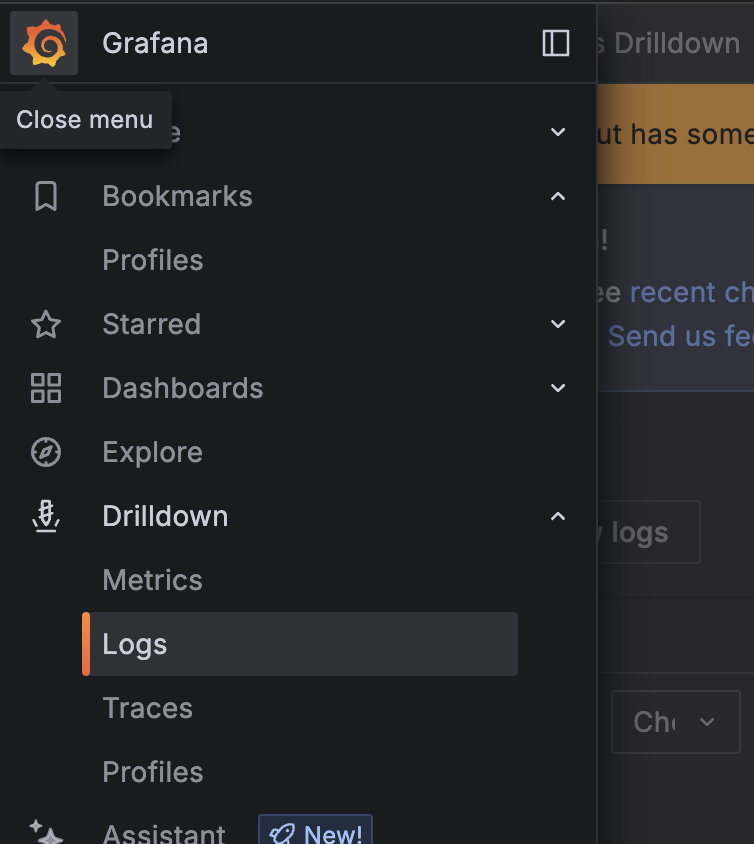 Grafana
s Drilldown
Close menu
e
ut has some
Bookmarks
!
Profiles
ee recent ch
Starred
Send us fee
Dashboards
Explore
Drilldown
logs
Metrics
Logs
Traces
Che
Profiles
Assistant
New!